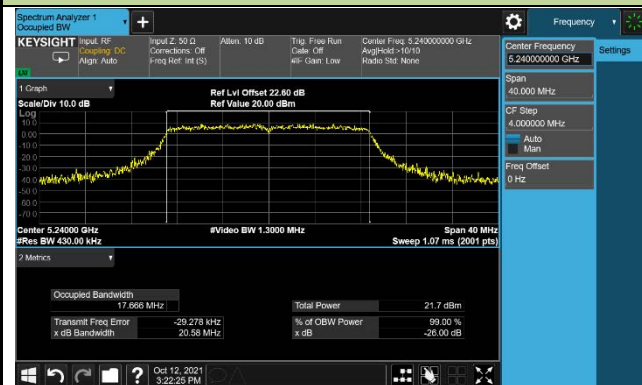 Spectrum Analyzer 1
Occupied BW
Frequency
KEYSIGHT
Input: RF
Coupling: DC
Align: Auto
Input Z: 50 Ω
Corrections: Off
Freq Ref: Int (S)
Atten: 10 dB
Trig: Free Run
Gate: Off
#IF Gain: Low
Center Freq: 5.240000000 GHz
Avg|Hold:>10/10
Radio Std: None
Center Frequency
5.240000000 GHz
Settings
Span
40.000 MHz
CF Step
4.000000 MHz
Auto
Man
Freq Offset
0 Hz
1 Graph
Scale/Div 10.0 dB
Ref Lvl Offset 22.60 dB
Ref Value 20.00 dBm
Log
10.0
0.00
-10.0
-20.0
-30.0
-40.0
-50.0
-60.0
-70.0
Center 5.24000 GHz
#Res BW 430.00 kHz
#Video BW 1.3000 MHz
Span 40 MHz
Sweep 1.07 ms (2001 pts)
2 Metrics
Occupied Bandwidth
17.666 MHz
Total Power 21.7 dBm
Transmit Freq Error -29.278 kHz
% of OBW Power 99.00 %
x dB Bandwidth 20.58 MHz
x dB -26.00 dB
?
Oct 12, 2021
3:22:25 PM